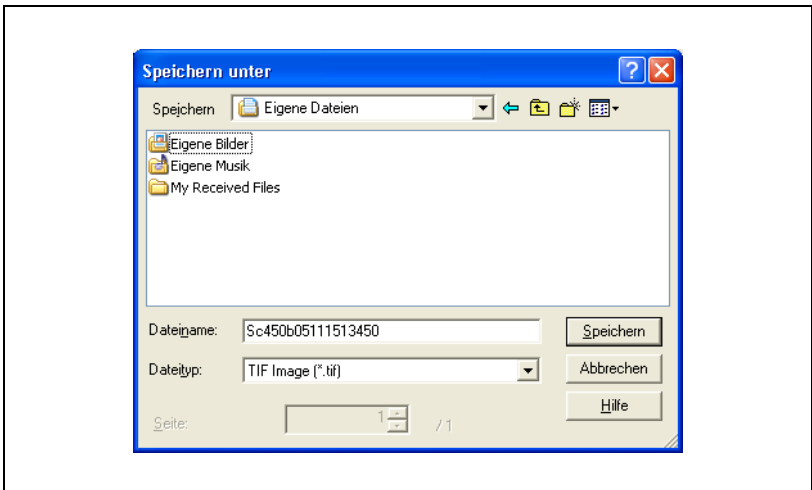 Speichern unter
Speichern Eigene Dateien
Eigene Bilder
Eigene Musik
My Received Files
Dateiname: Sc450b05111513450 Speichern
Dateityp: TIF Image (*.tif) Abbrechen
Hilfe
Seite: 1 / 1